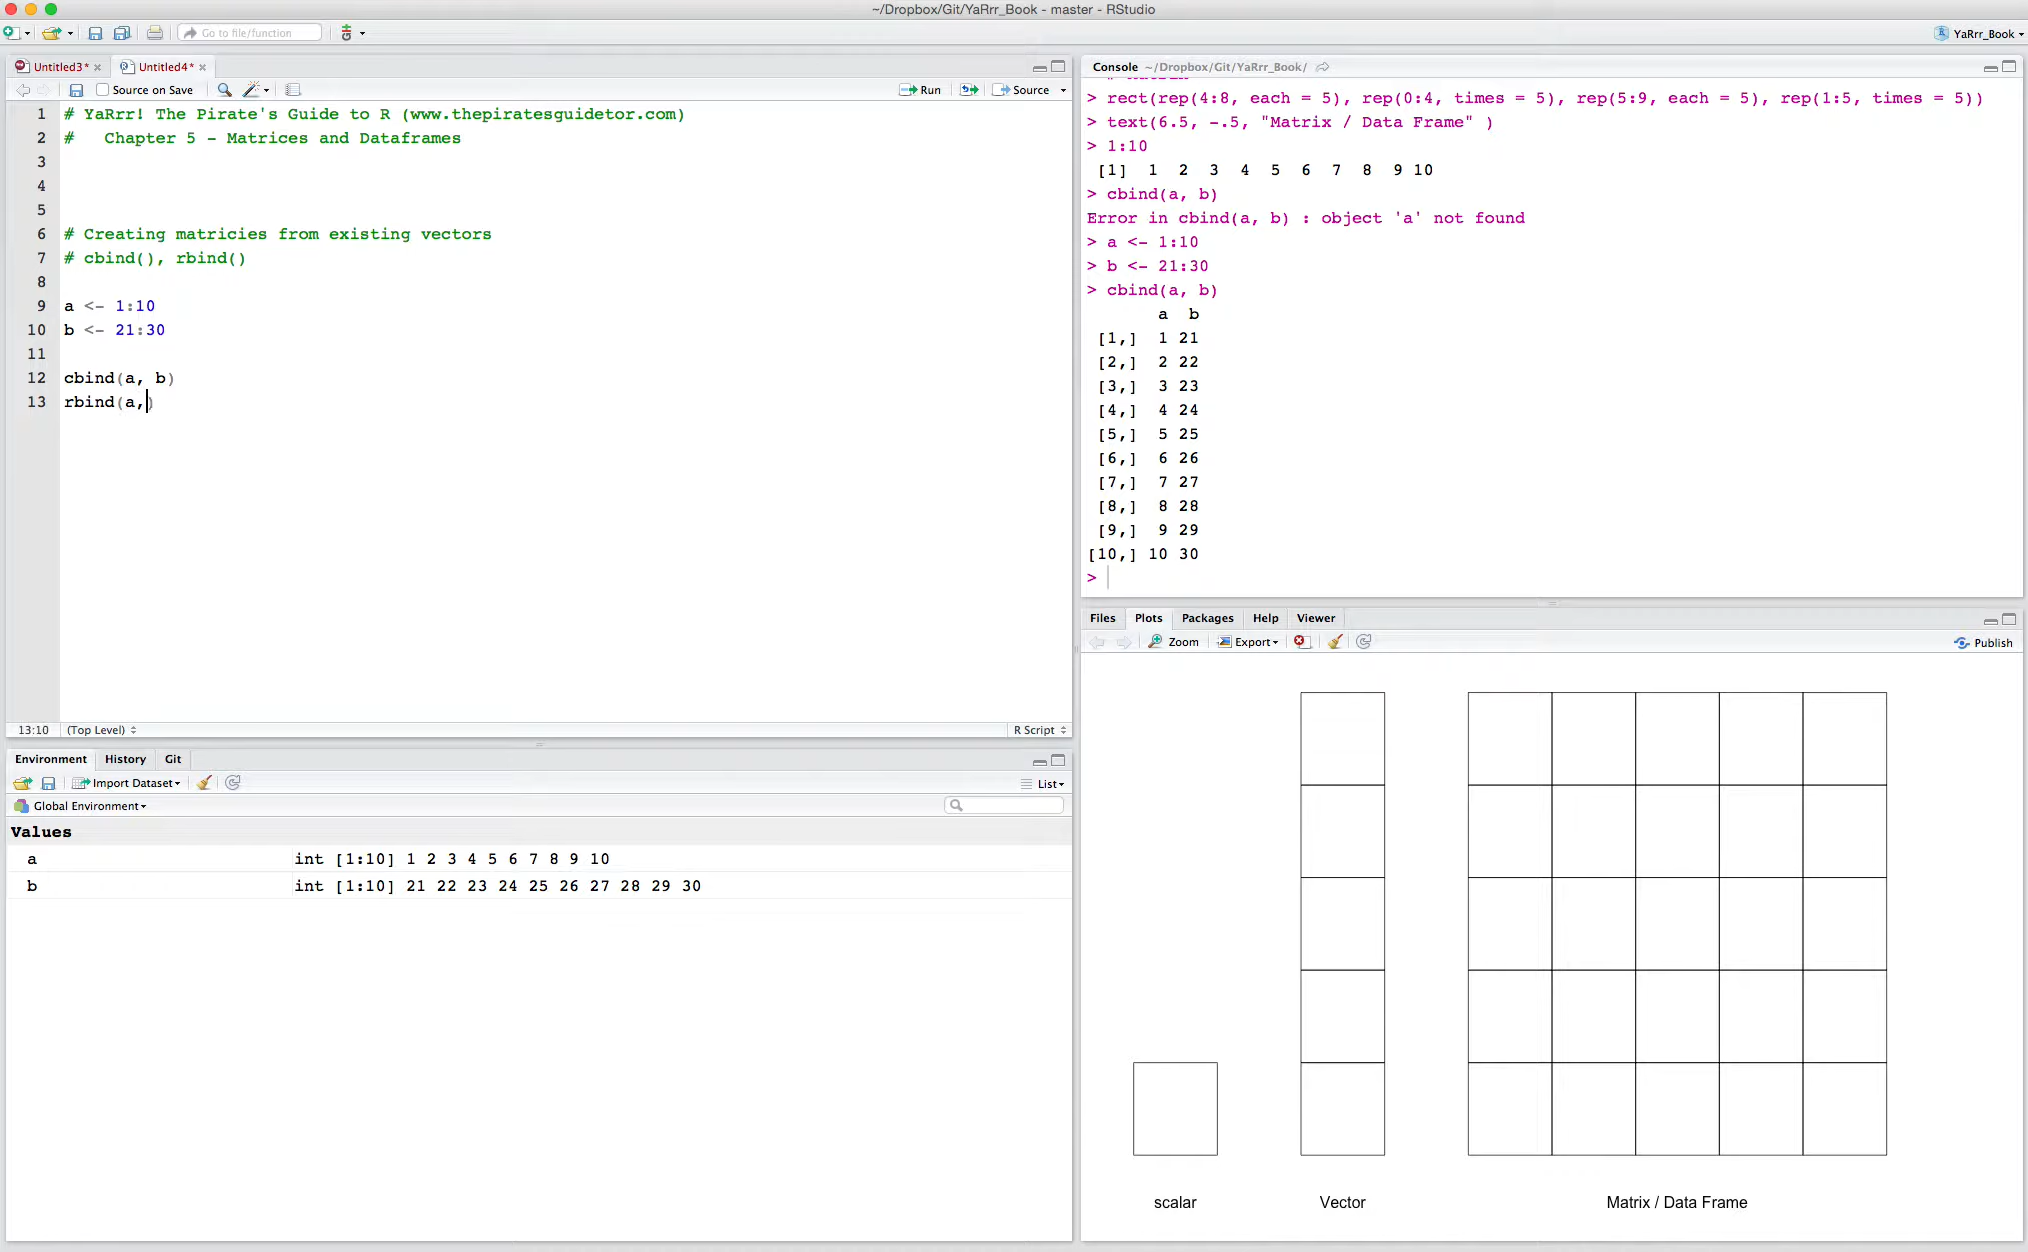 ~/Dropbox/Git/YaRrr_Book - master - RStudio
Go to file/function
YaRrr_Book
Untitled3*
Untitled4*
Source on Save
Run
Source
1 # YaRrr! The Pirate's Guide to R (www.thepiratesguidetor.com)
2 #   Chapter 5 - Matrices and Dataframes
3
4
5
6 # Creating matricies from existing vectors
7 # cbind(), rbind()
8
9 a <- 1:10
10 b <- 21:30
11
12 cbind(a, b)
13 rbind(a,)
13:10 (Top Level) R Script
Environment History Git
Import Dataset List
Global Environment
Values
a int [1:10] 1 2 3 4 5 6 7 8 9 10
b int [1:10] 21 22 23 24 25 26 27 28 29 30
Console ~/Dropbox/Git/YaRrr_Book/
> rect(rep(4:8, each = 5), rep(0:4, times = 5), rep(5:9, each = 5), rep(1:5, times = 5))
> text(6.5, -.5, "Matrix / Data Frame" )
> 1:10
[1] 1 2 3 4 5 6 7 8 9 10
> cbind(a, b)
Error in cbind(a, b) : object 'a' not found
> a <- 1:10
> b <- 21:30
> cbind(a, b)
a b
[1,] 1 21
[2,] 2 22
[3,] 3 23
[4,] 4 24
[5,] 5 25
[6,] 6 26
[7,] 7 27
[8,] 8 28
[9,] 9 29
[10,] 10 30
>
Files Plots Packages Help Viewer
Zoom Export Publish
scalar Vector Matrix / Data Frame